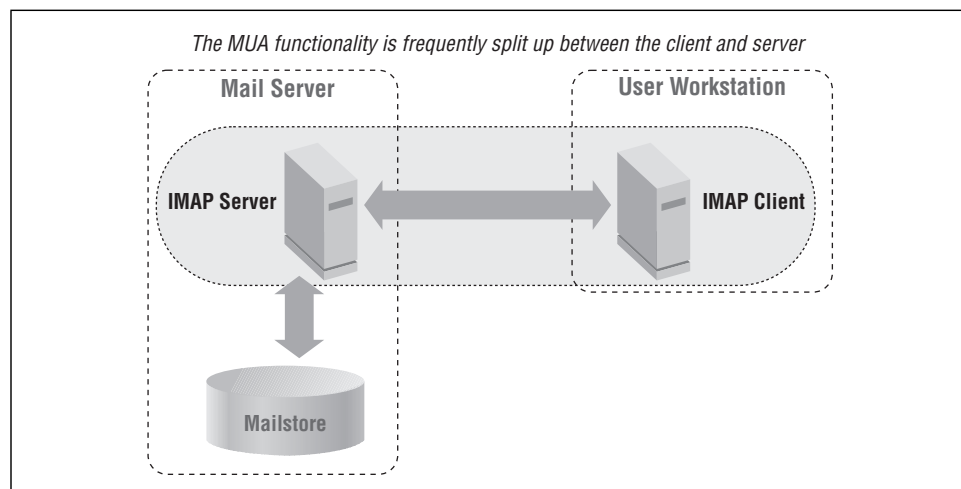 The MUA functionality is frequently split up between the client and server
Mail Server
User Workstation
IMAP Server
IMAP Client
Mailstore